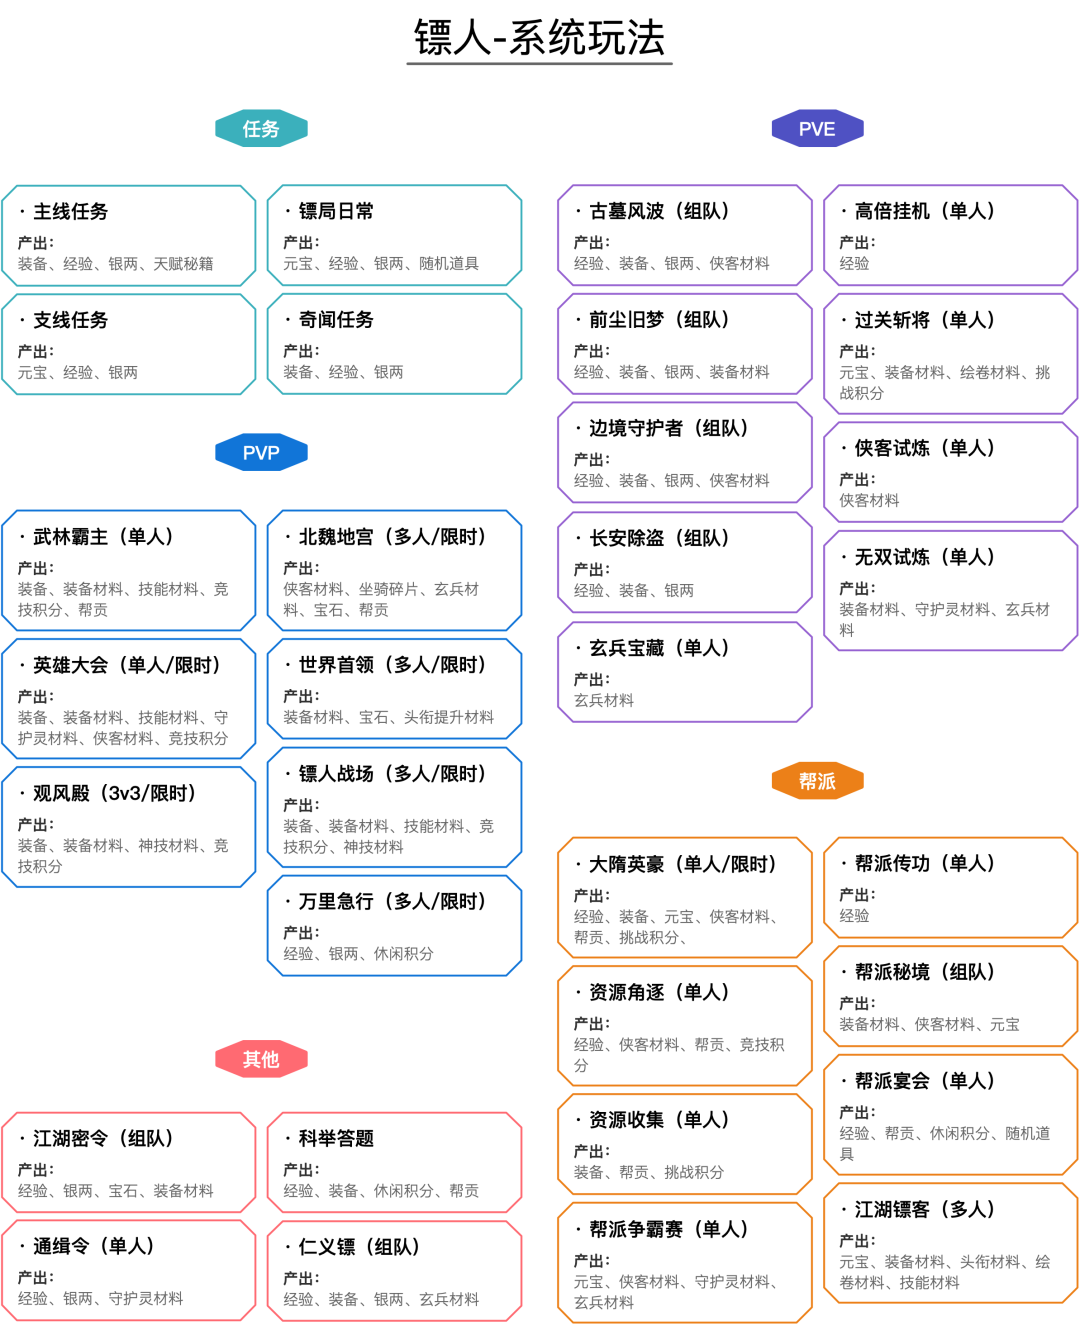 镖人-系统玩法
任务
· 主线任务
产出：
装备、经验、银两、天赋秘籍
· 镖局日常
产出：
元宝、经验、银两、随机道具
· 支线任务
产出：
元宝、经验、银两
· 奇闻任务
产出：
装备、经验、银两
PVP
· 武林霸主（单人）
产出：
装备、装备材料、技能材料、竞
技积分、帮贡
· 北魏地宫（多人/限时）
产出：
侠客材料、坐骑碎片、玄兵材
料、宝石、帮贡
· 英雄大会（单人/限时）
产出：
装备、装备材料、技能材料、守
护灵材料、侠客材料、竞技积分
· 世界首领（多人/限时）
产出：
装备材料、宝石、头衔提升材料
· 观风殿（3v3/限时）
产出：
装备、装备材料、神技材料、竞
技积分
· 镖人战场（多人/限时）
产出：
装备、装备材料、技能材料、竞
技积分、神技材料
· 万里急行（多人/限时）
产出：
经验、银两、休闲积分
其他
· 江湖密令（组队）
产出：
经验、银两、宝石、装备材料
· 科举答题
产出：
经验、装备、休闲积分、帮贡
· 通缉令（单人）
产出：
经验、银两、守护灵材料
· 仁义镖（组队）
产出：
经验、装备、银两、玄兵材料
PVE
· 古墓风波（组队）
产出：
经验、装备、银两、侠客材料
· 高倍挂机（单人）
产出：
经验
· 前尘旧梦（组队）
产出：
经验、装备、银两、装备材料
· 过关斩将（单人）
产出：
元宝、装备材料、绘卷材料、挑
战积分
· 边境守护者（组队）
产出：
经验、装备、银两、侠客材料
· 侠客试炼（单人）
产出：
侠客材料
· 长安除盗（组队）
产出：
经验、装备、银两
· 无双试炼（单人）
产出：
装备材料、守护灵材料、玄兵材
料
· 玄兵宝藏（单人）
产出：
玄兵材料
帮派
· 大隋英豪（单人/限时）
产出：
经验、装备、元宝、侠客材料、
帮贡、挑战积分、
· 帮派传功（单人）
产出：
经验
· 资源角逐（单人）
产出：
经验、侠客材料、帮贡、竞技积
分
· 帮派秘境（组队）
产出：
装备材料、侠客材料、元宝
· 资源收集（单人）
产出：
装备、帮贡、挑战积分
· 帮派宴会（单人）
产出：
经验、帮贡、休闲积分、随机道
具
· 帮派争霸赛（单人）
产出：
元宝、侠客材料、守护灵材料、
玄兵材料
· 江湖镖客（多人）
产出：
元宝、装备材料、头衔材料、绘
卷材料、技能材料